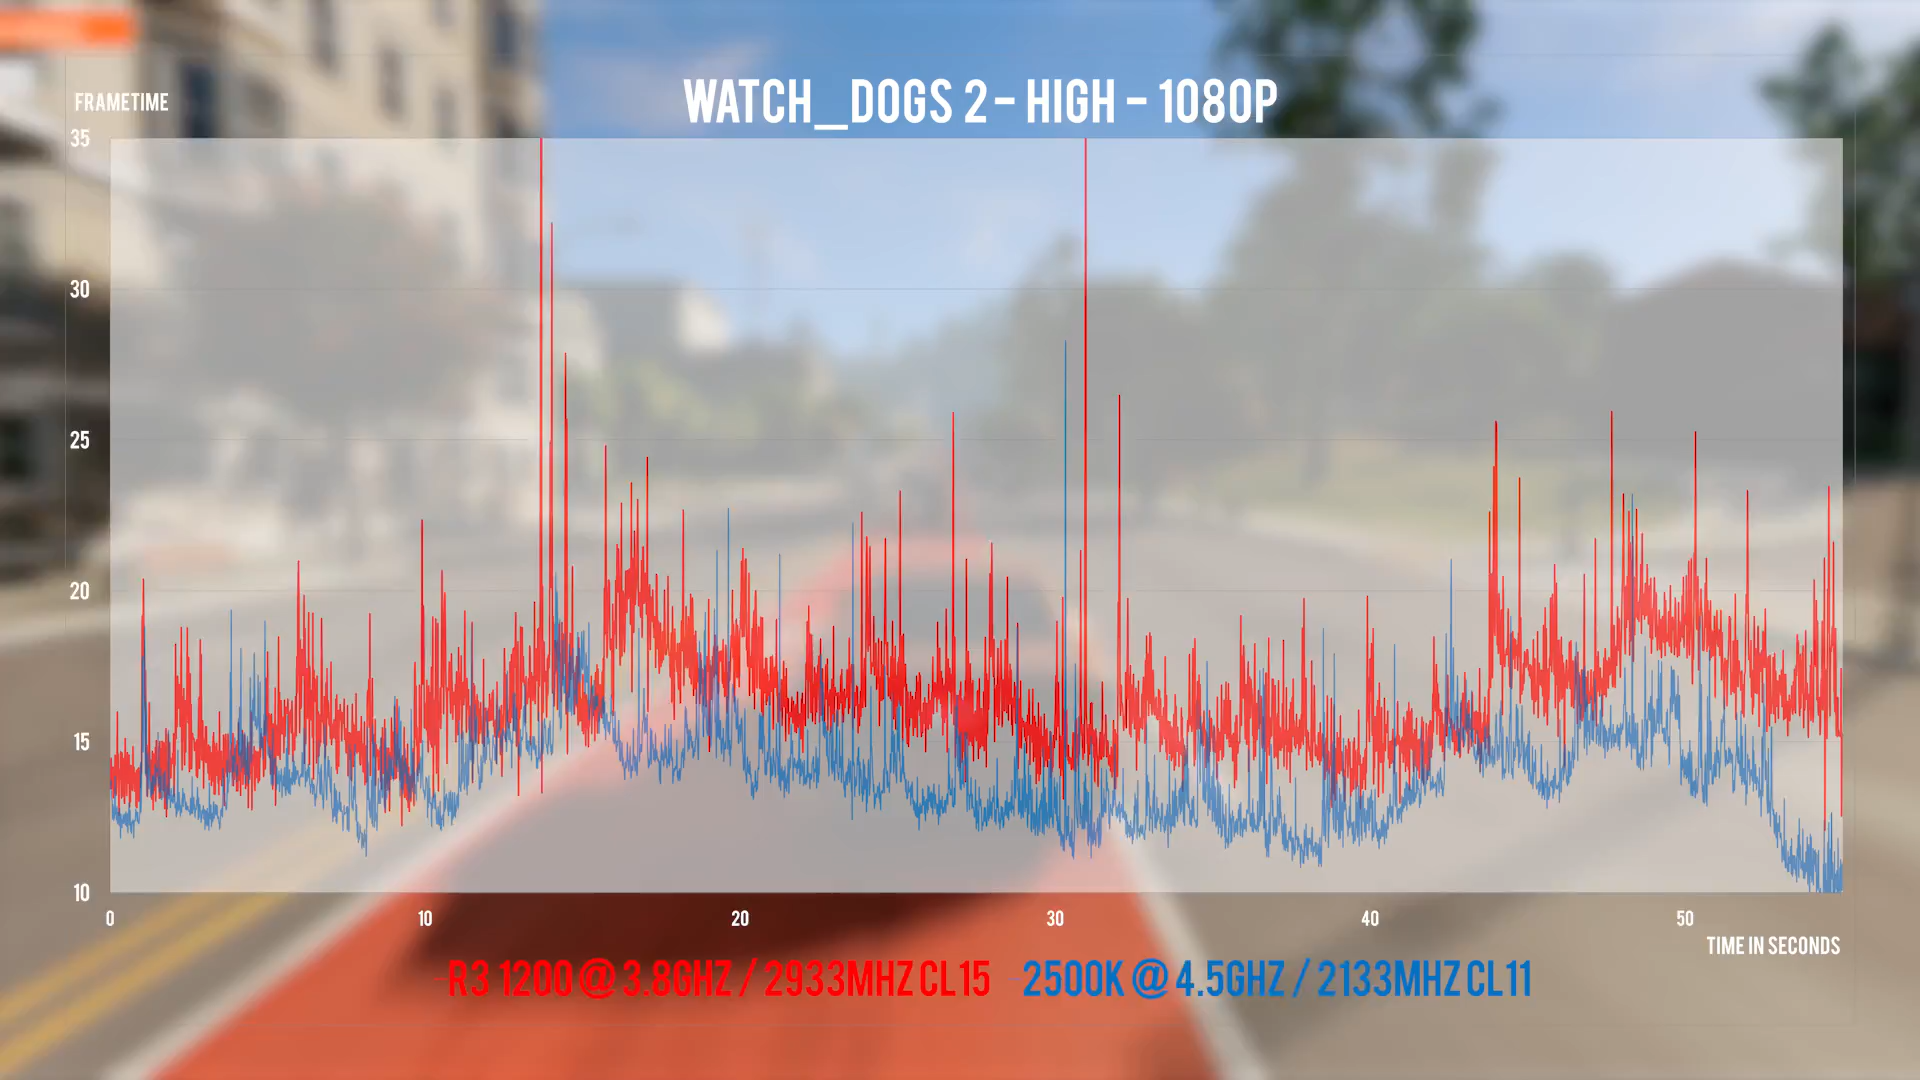 WATCH_DOGS 2 - HIGH - 1080P
FRAMETIME
35
30
25
20
15
10
0 10 20 30 40 50
TIME IN SECONDS
R3 1200 @ 3.8GHZ / 2933MHZ CL15 2500K @ 4.5GHZ / 2133MHZ CL11